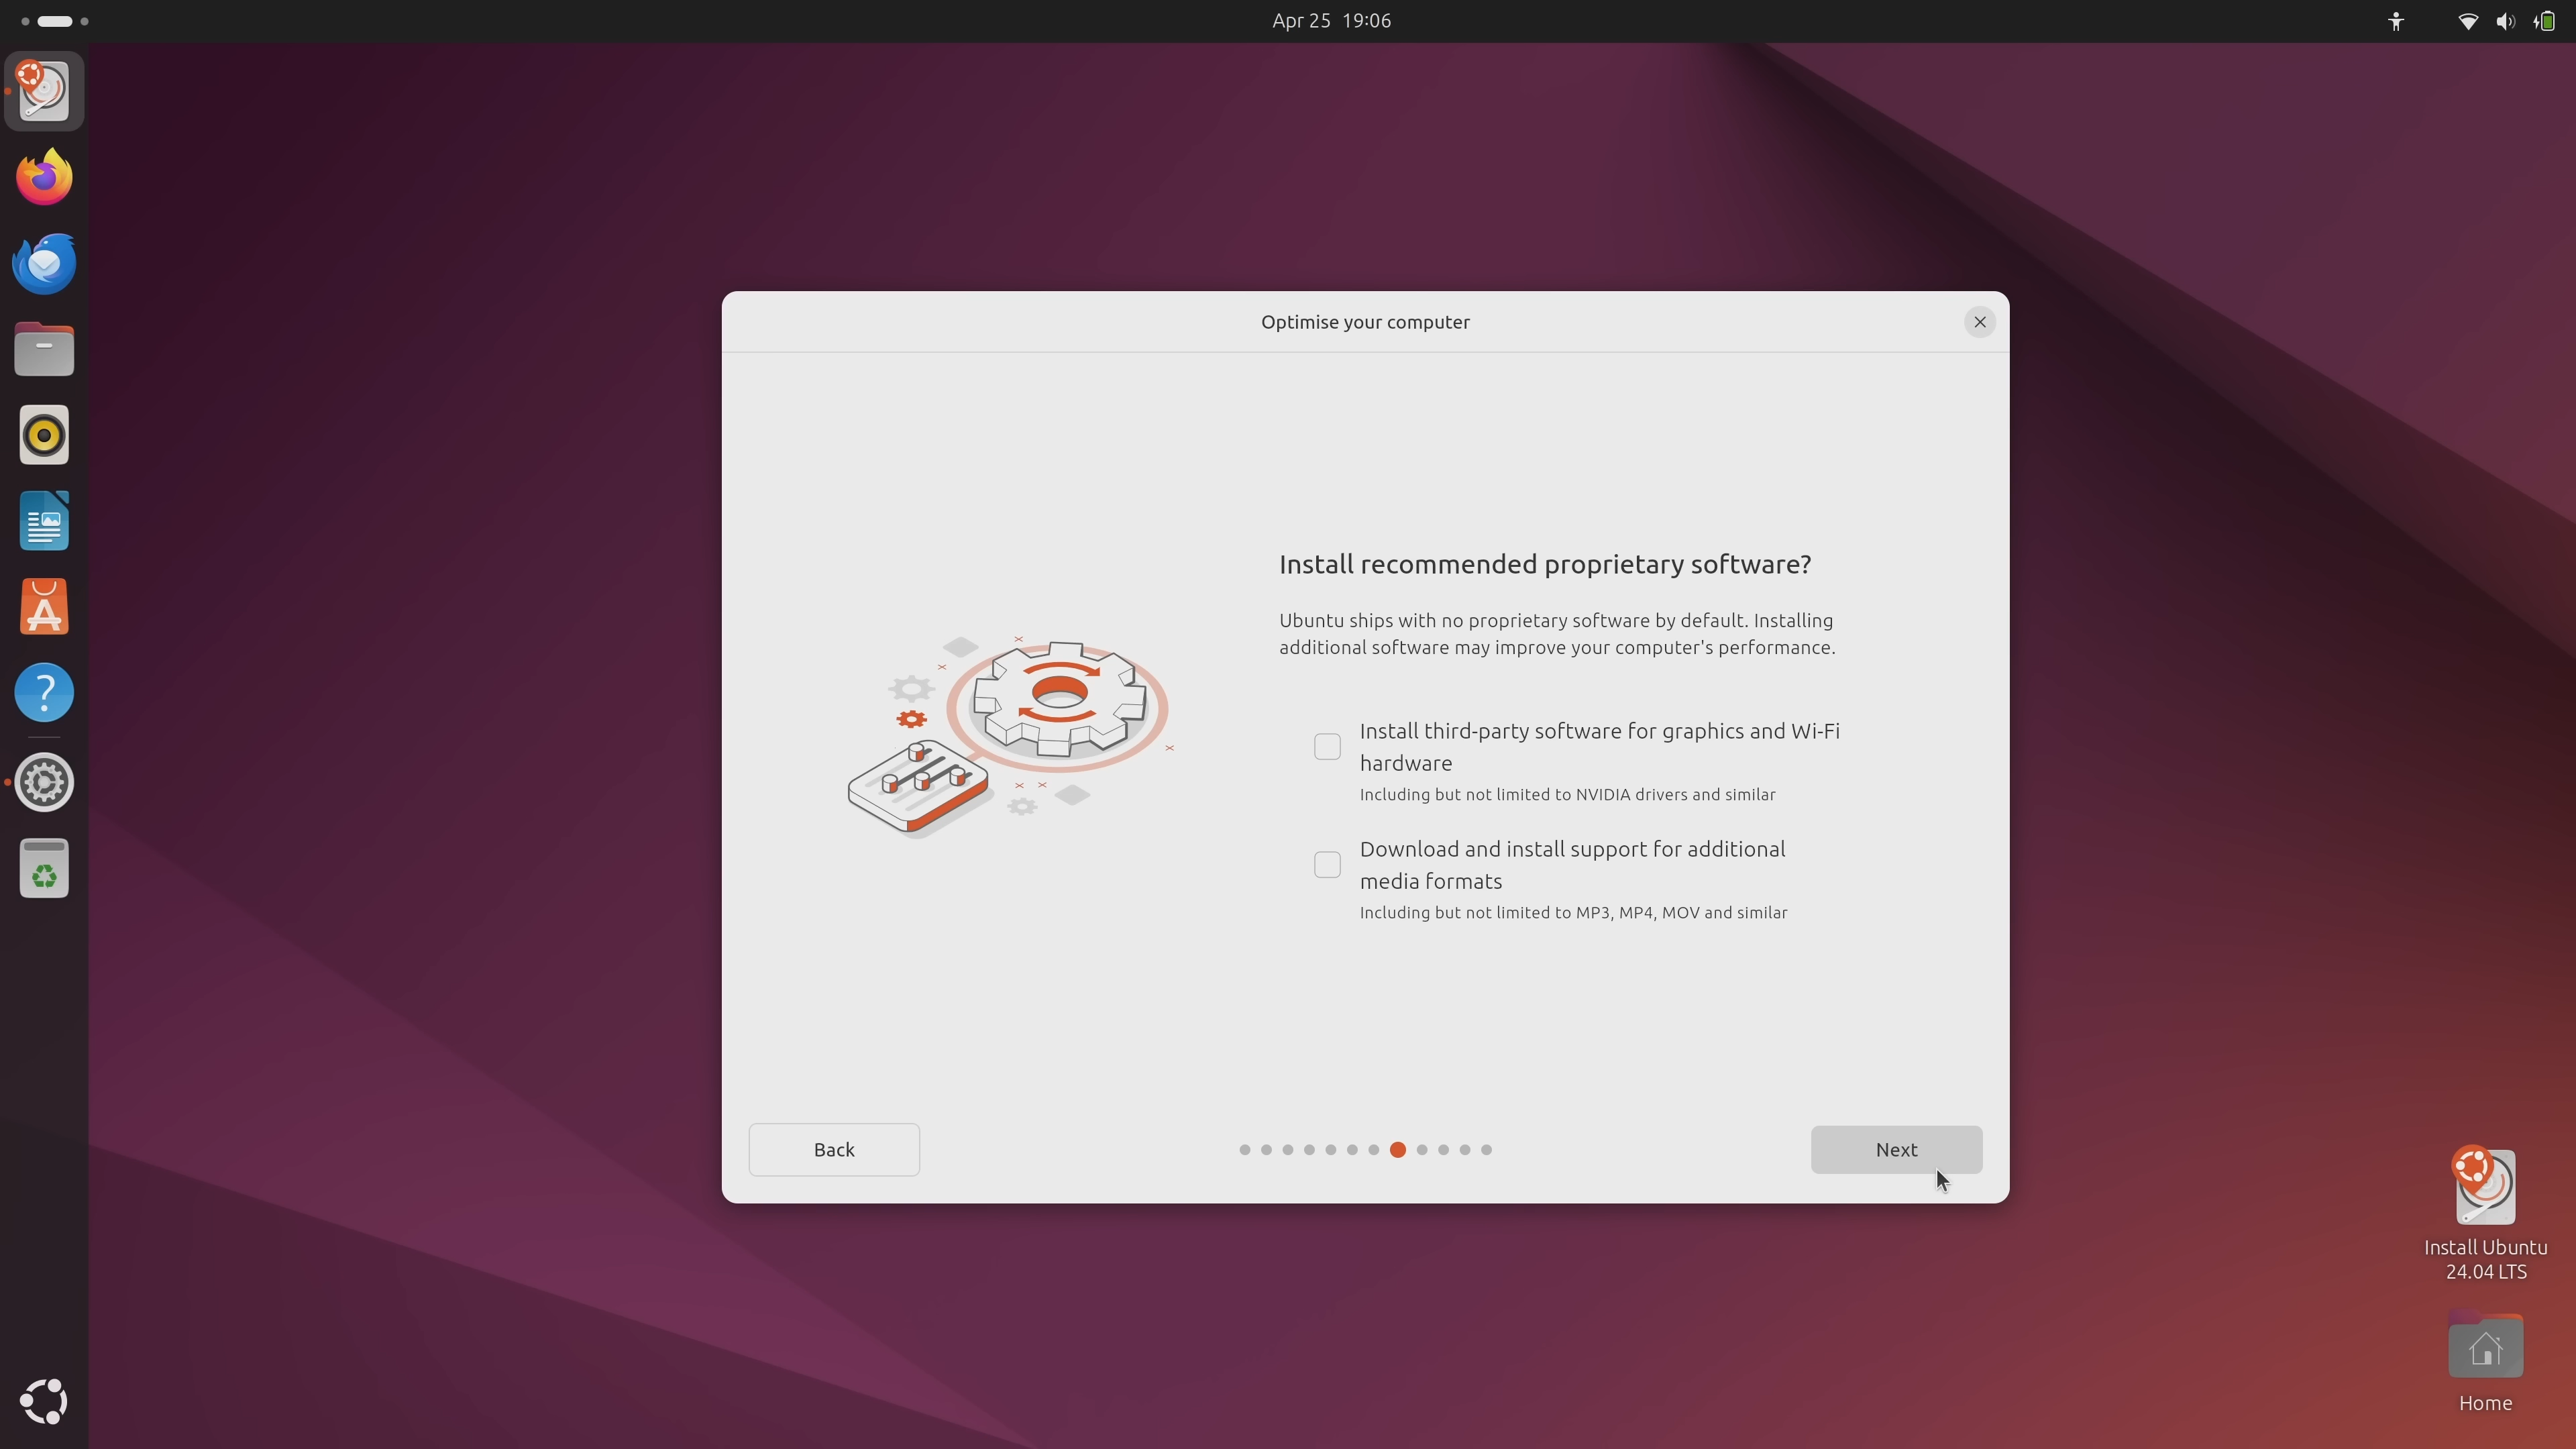 Apr 25 19:06
Optimise your computer
Install recommended proprietary software?
Ubuntu ships with no proprietary software by default. Installing
additional software may improve your computer's performance.
Install third-party software for graphics and Wi-Fi
hardware
Including but not limited to NVIDIA drivers and similar
Download and install support for additional
media formats
Including but not limited to MP3, MP4, MOV and similar
Back
Next
Install Ubuntu
24.04 LTS
Home